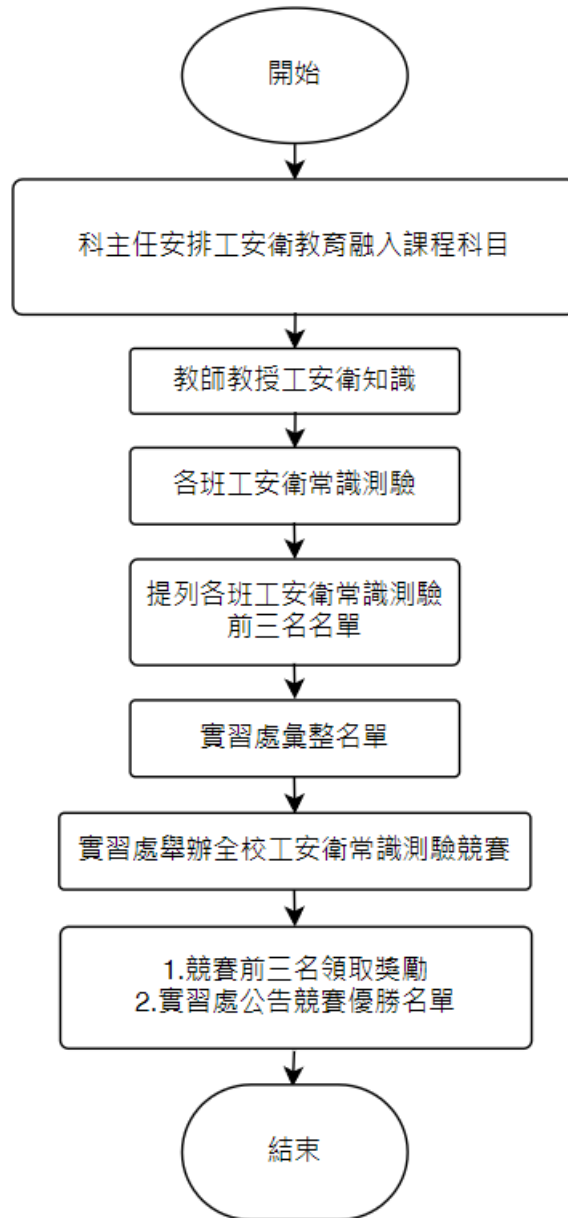 開始
科主任安排工安衛教育融入課程科目
教師教授工安衛知識
各班工安衛常識測驗
提列各班工安衛常識測驗
前三名名單
實習處彙整名單
實習處舉辦全校工安衛常識測驗競賽
1.競賽前三名領取獎勵
2.實習處公告競賽優勝名單
結束